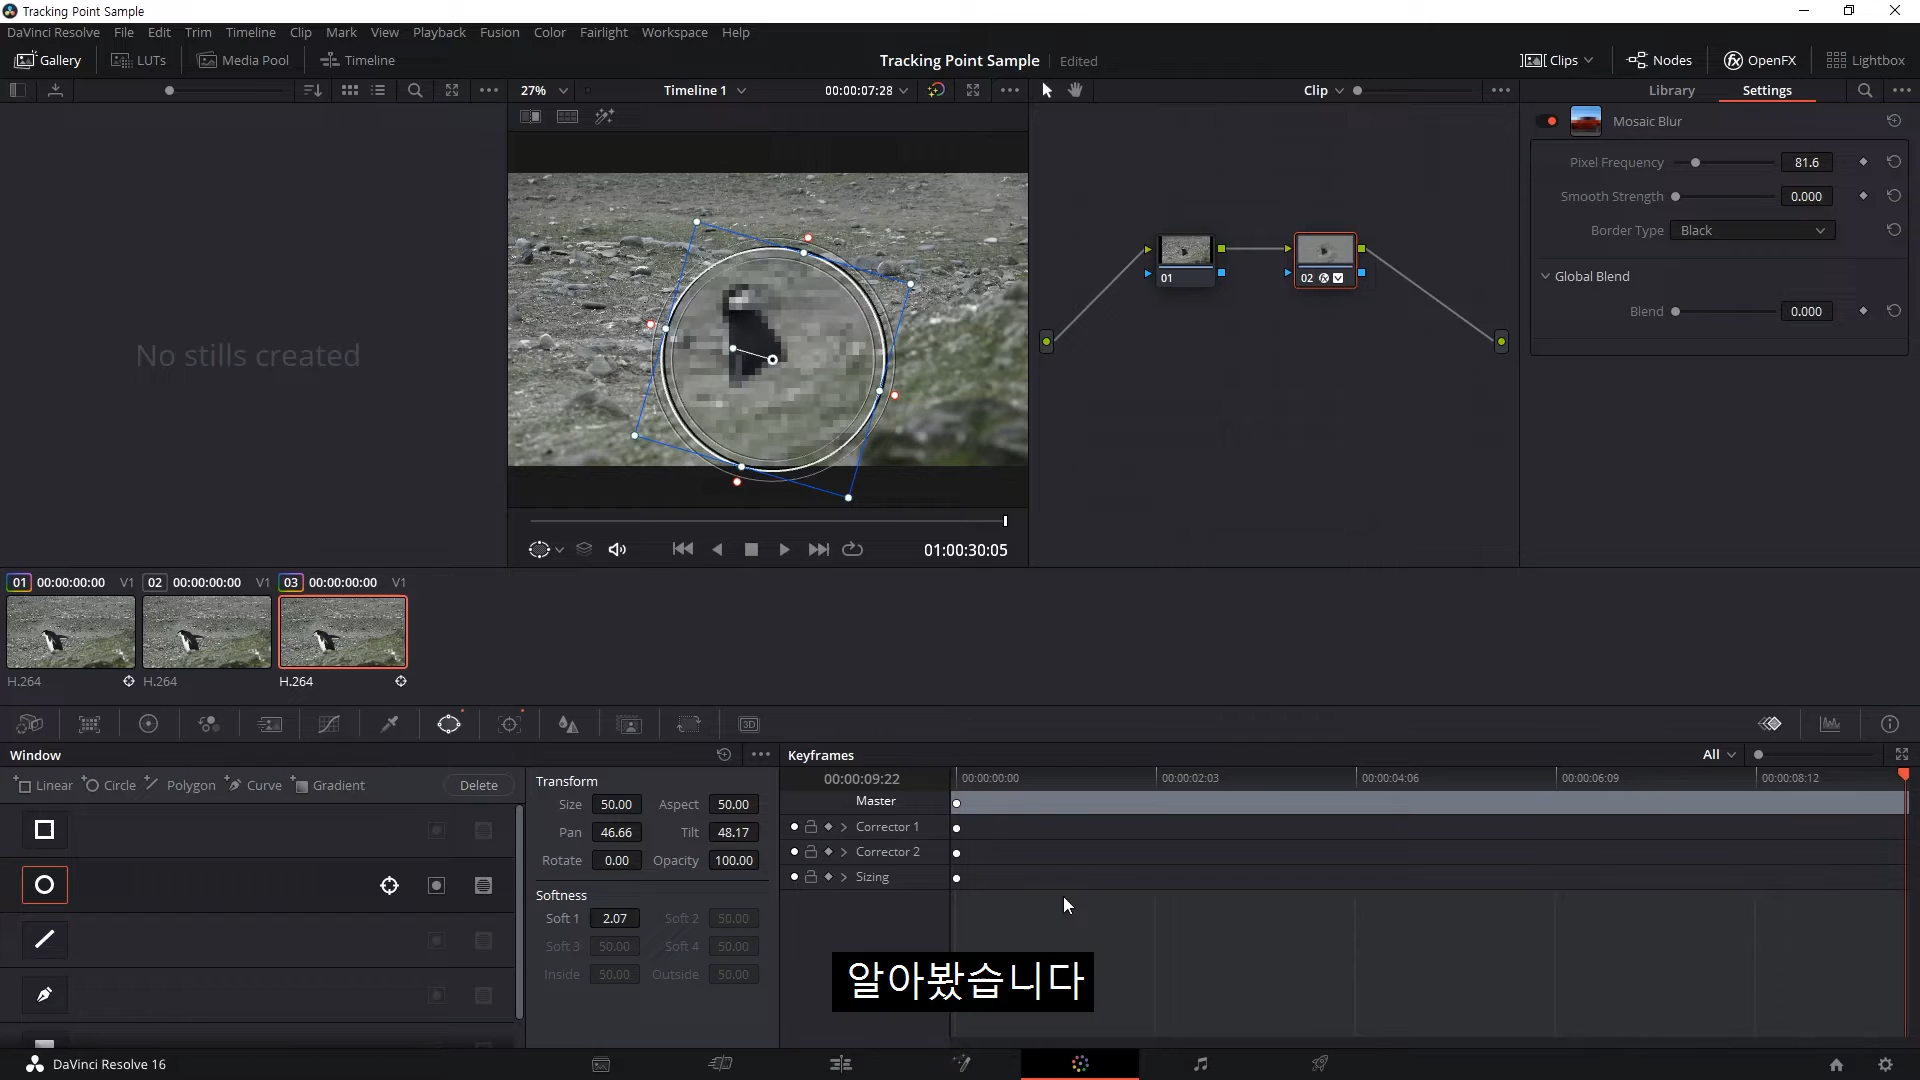 Tracking Point Sample
DaVinci Resolve File Edit Trim Timeline Clip Mark View Playback Fusion Color Fairlight Workspace Help
Gallery LUTs Media Pool Timeline Tracking Point Sample Edited Clips Nodes OpenFX Lightbox
27% Timeline 1 00:00:07:28 Clip Library Settings
Mosaic Blur
Pixel Frequency 81.6
Smooth Strength 0.000
Border Type Black
Global Blend
Blend 0.000
01 02
No stills created
01:00:30:05
01 00:00:00:00 V1 02 00:00:00:00 V1 03 00:00:00:00 V1
H.264 H.264 H.264
3D
Window Keyframes All
Linear Circle Polygon Curve Gradient Delete
Transform
Size 50.00 Aspect 50.00
Pan 46.66 Tilt 48.17
Rotate 0.00 Opacity 100.00
Softness
Soft 1 2.07 Soft 2 50.00
Soft 3 50.00 Soft 4 50.00
Inside 50.00 Outside 50.00
00:00:09:22 00:00:00:00 00:00:02:03 00:00:04:06 00:00:06:09 00:00:08:12
Master
Corrector 1
Corrector 2
Sizing
알아봤습니다
DaVinci Resolve 16